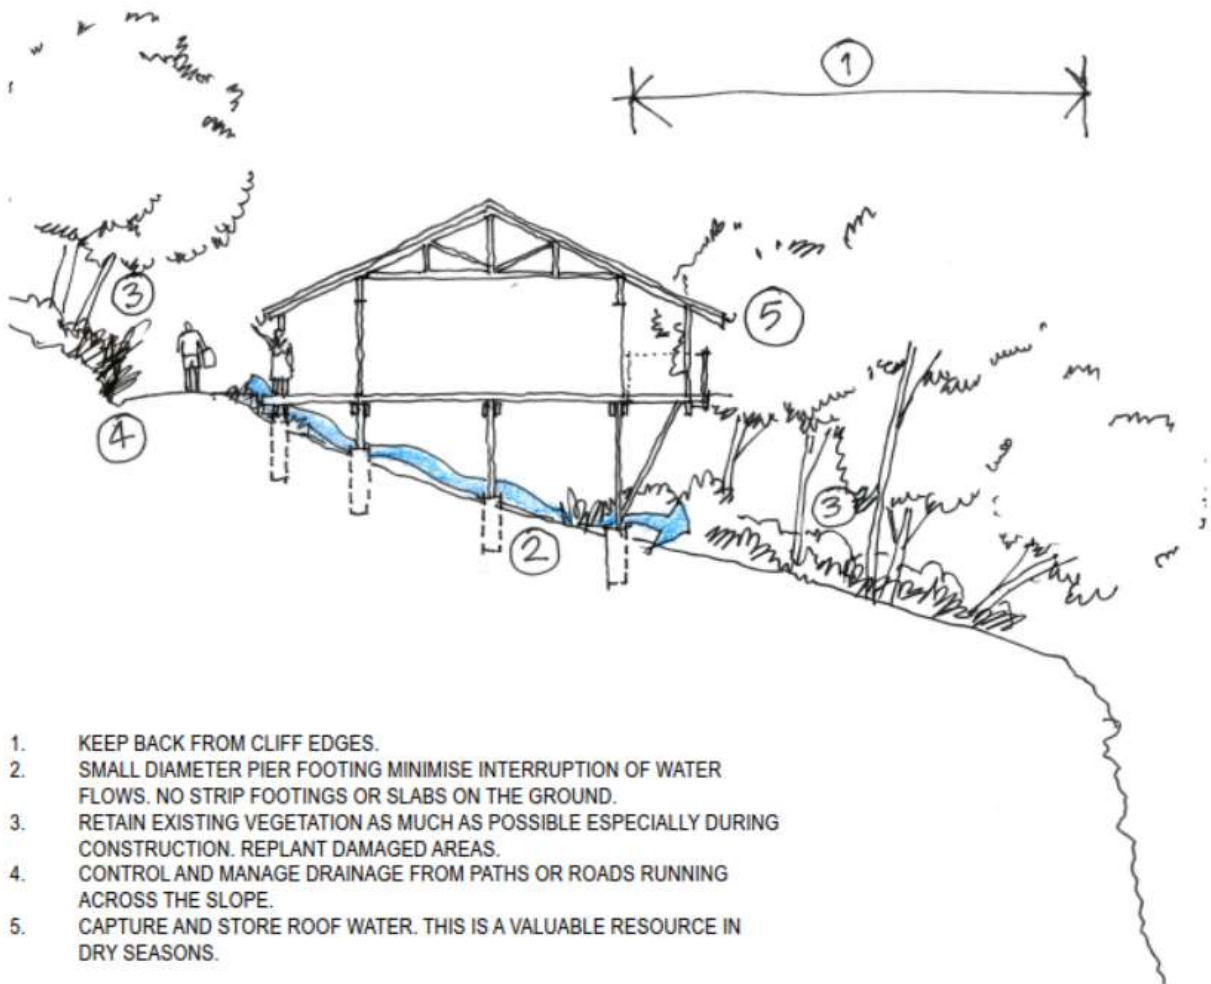 1
3
5
4
3
2
1. KEEP BACK FROM CLIFF EDGES.
2. SMALL DIAMETER PIER FOOTING MINIMISE INTERRUPTION OF WATER
FLOWS. NO STRIP FOOTINGS OR SLABS ON THE GROUND.
3. RETAIN EXISTING VEGETATION AS MUCH AS POSSIBLE ESPECIALLY DURING
CONSTRUCTION. REPLANT DAMAGED AREAS.
4. CONTROL AND MANAGE DRAINAGE FROM PATHS OR ROADS RUNNING
ACROSS THE SLOPE.
5. CAPTURE AND STORE ROOF WATER. THIS IS A VALUABLE RESOURCE IN
DRY SEASONS.